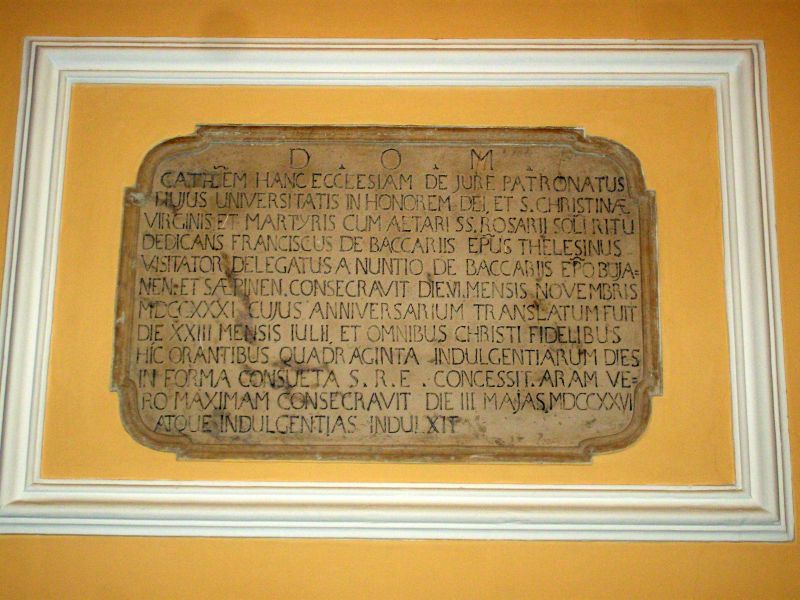 D . O . M .
CATHLEM HANC ECCLESIAM DE JURE PATRONATUS
HUJUS UNIVERSITATIS IN HONOREM DEI, ET S. CHRISTINÆ
VIRGINIS ET MARTYRIS CUM ALTARI SS. ROSARII SOLI RITU
DEDICANS FRANCISCUS DE BACCARIIS EPUS THELESINUS
VISITATOR DELEGATUS A NUNTIO DE BACCARIIS EPO BUJA=
NEN: ET SÆPINEN. CONSECRAVIT DIE VI. MENSIS NOVEMBRIS
MDCCXXXI CUJUS ANNIVERSARIUM TRANSLATUM FUIT
DIE XXIII MENSIS IULII, ET OMNIBUS CHRISTI FIDELIBUS
HIC ORANTIBUS QUADRAGINTA INDULGENTIARUM DIES
IN FORMA CONSUETA S. R. E. CONCESSIT. ARAM VE=
RO MAXIMAM CONSECRAVIT DIE III MAJAS, MDCCXXVI
ATQUE INDULGENTIAS INDULXIT